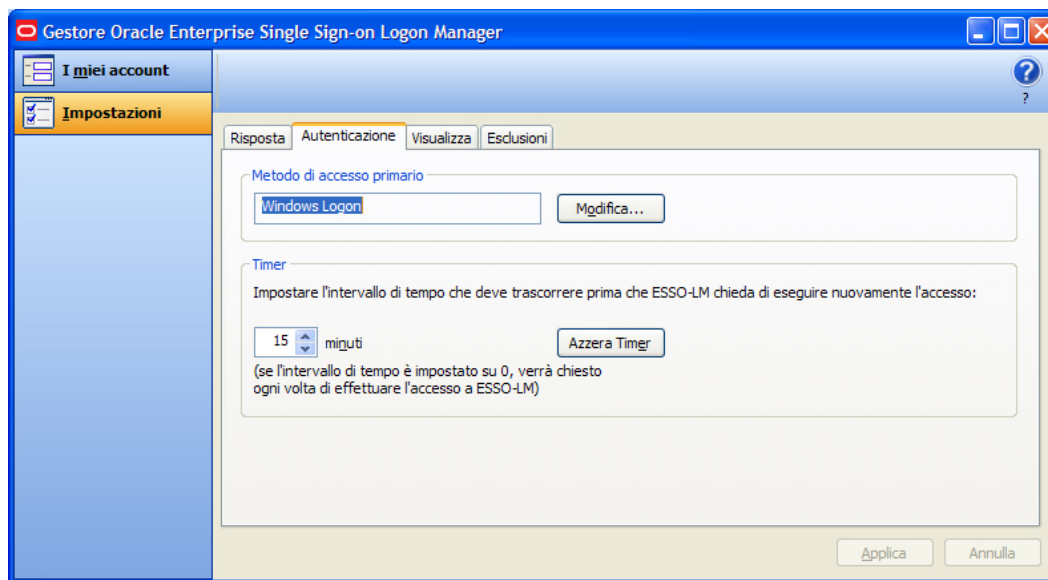 Gestore Oracle Enterprise Single Sign-on Logon Manager
I miei account
Impostazioni
?
?
Risposta Autenticazione Visualizza Esclusioni
Metodo di accesso primario
Windows Logon Modifica...
Timer
Impostare l'intervallo di tempo che deve trascorrere prima che ESSO-LM chieda di eseguire nuovamente l'accesso:
15 minuti Azzera Timer
(se l'intervallo di tempo è impostato su 0, verrà chiesto
ogni volta di effettuare l'accesso a ESSO-LM)
Applica Annulla